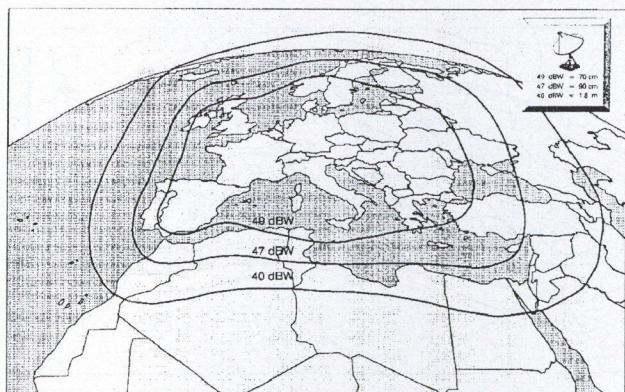 49 dBW = 70 cm
47 dBW = 90 cm
40 dBW = 1.8 m
49 dBW
47 dBW
40 dBW